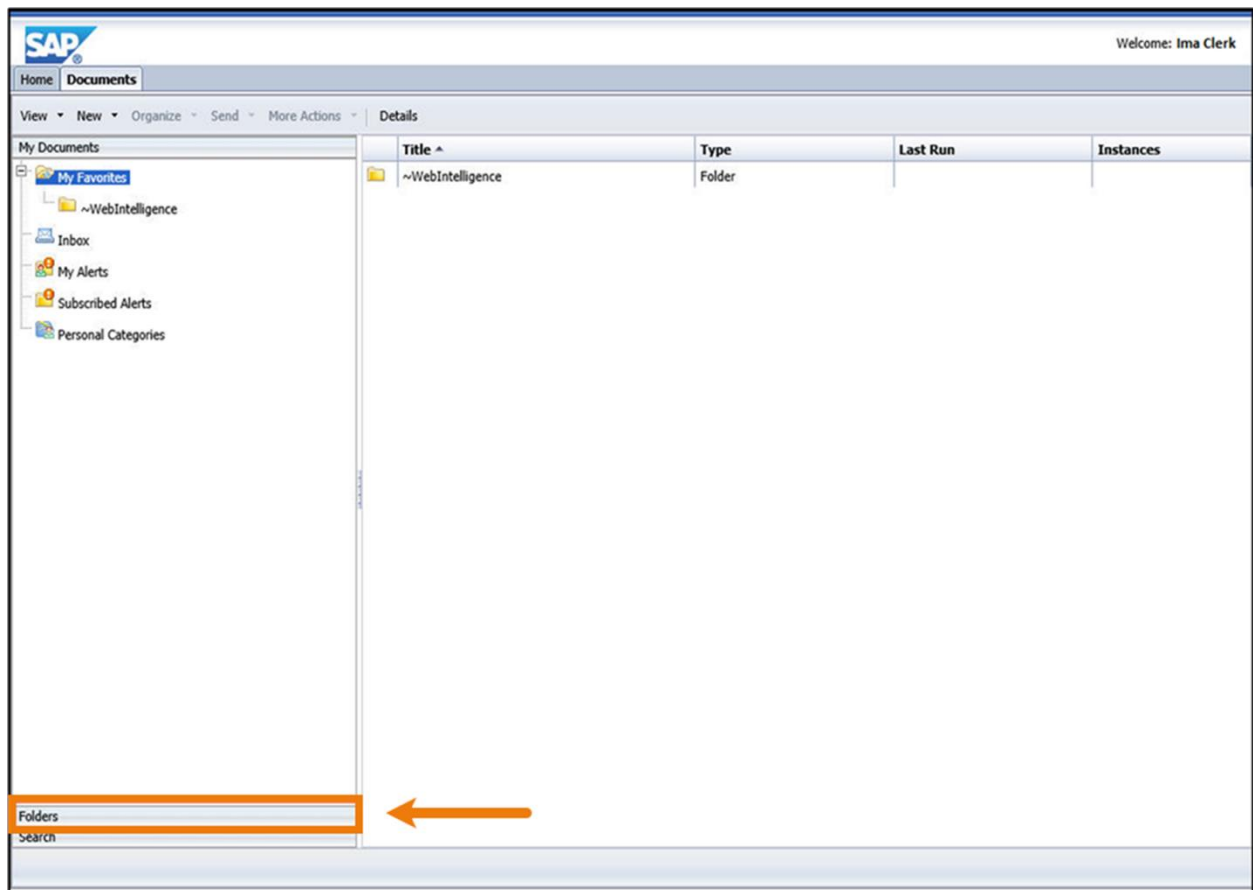 SAP®
Welcome: Ima Clerk
Home Documents
View New Organize Send More Actions Details
My Documents
Title Type Last Run Instances
My Favorites
~WebIntelligence Folder
~WebIntelligence
Inbox
My Alerts
Subscribed Alerts
Personal Categories
Folders
Search